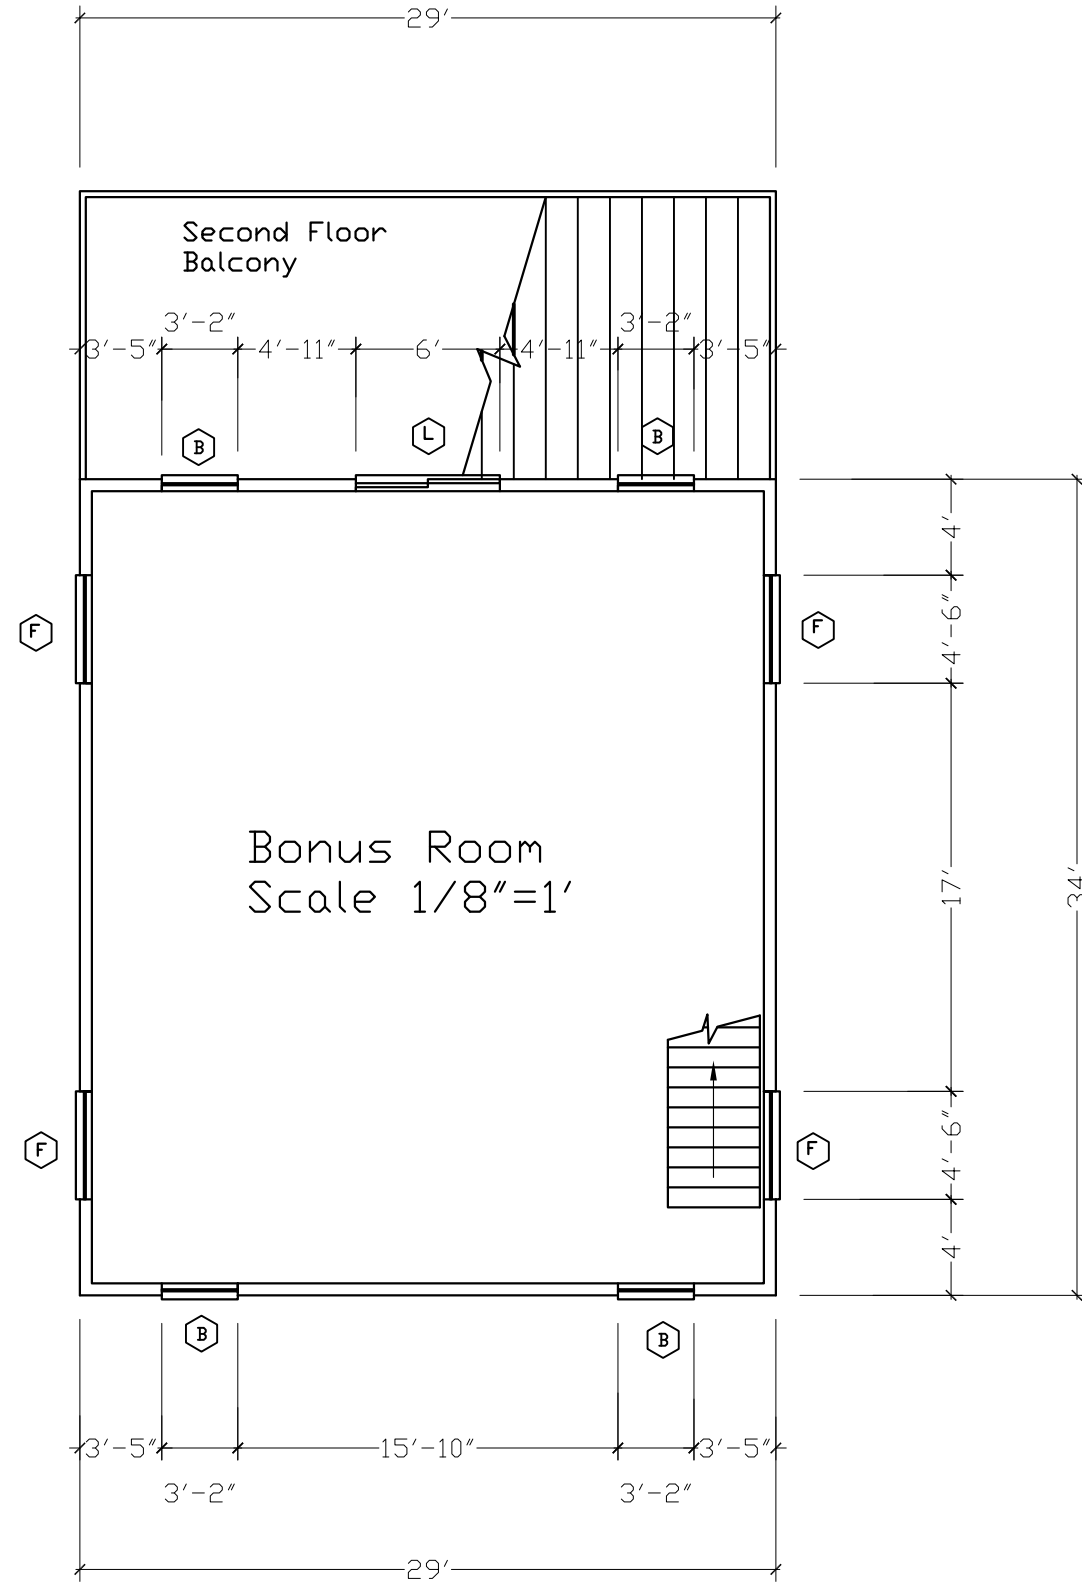 29'
Second Floor
Balcony
3'-2" 3'-2"
3'-5" 4'-11" 6' 4'-11" 3'-5"
B L B
4'
F F
4'-6"
Bonus Room
Scale 1/8"=1'
17'
34'
F F
4'-6"
4'
B B
3'-5" 15'-10" 3'-5"
3'-2" 3'-2"
29'